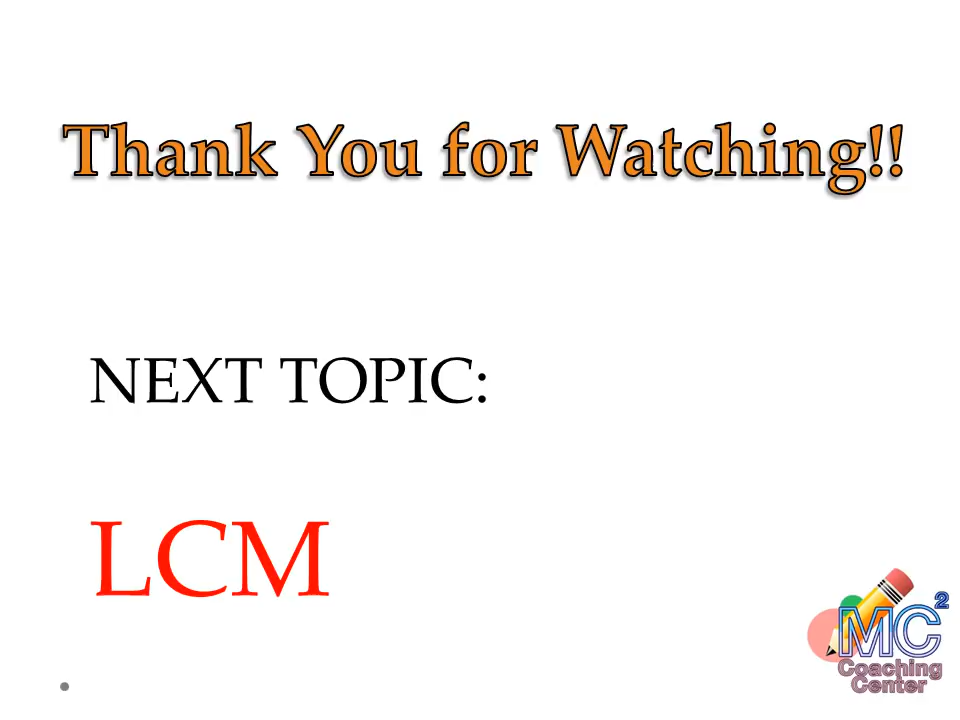 Thank You for Watching!!
NEXT TOPIC:
LCM
MC²
Coaching
Center